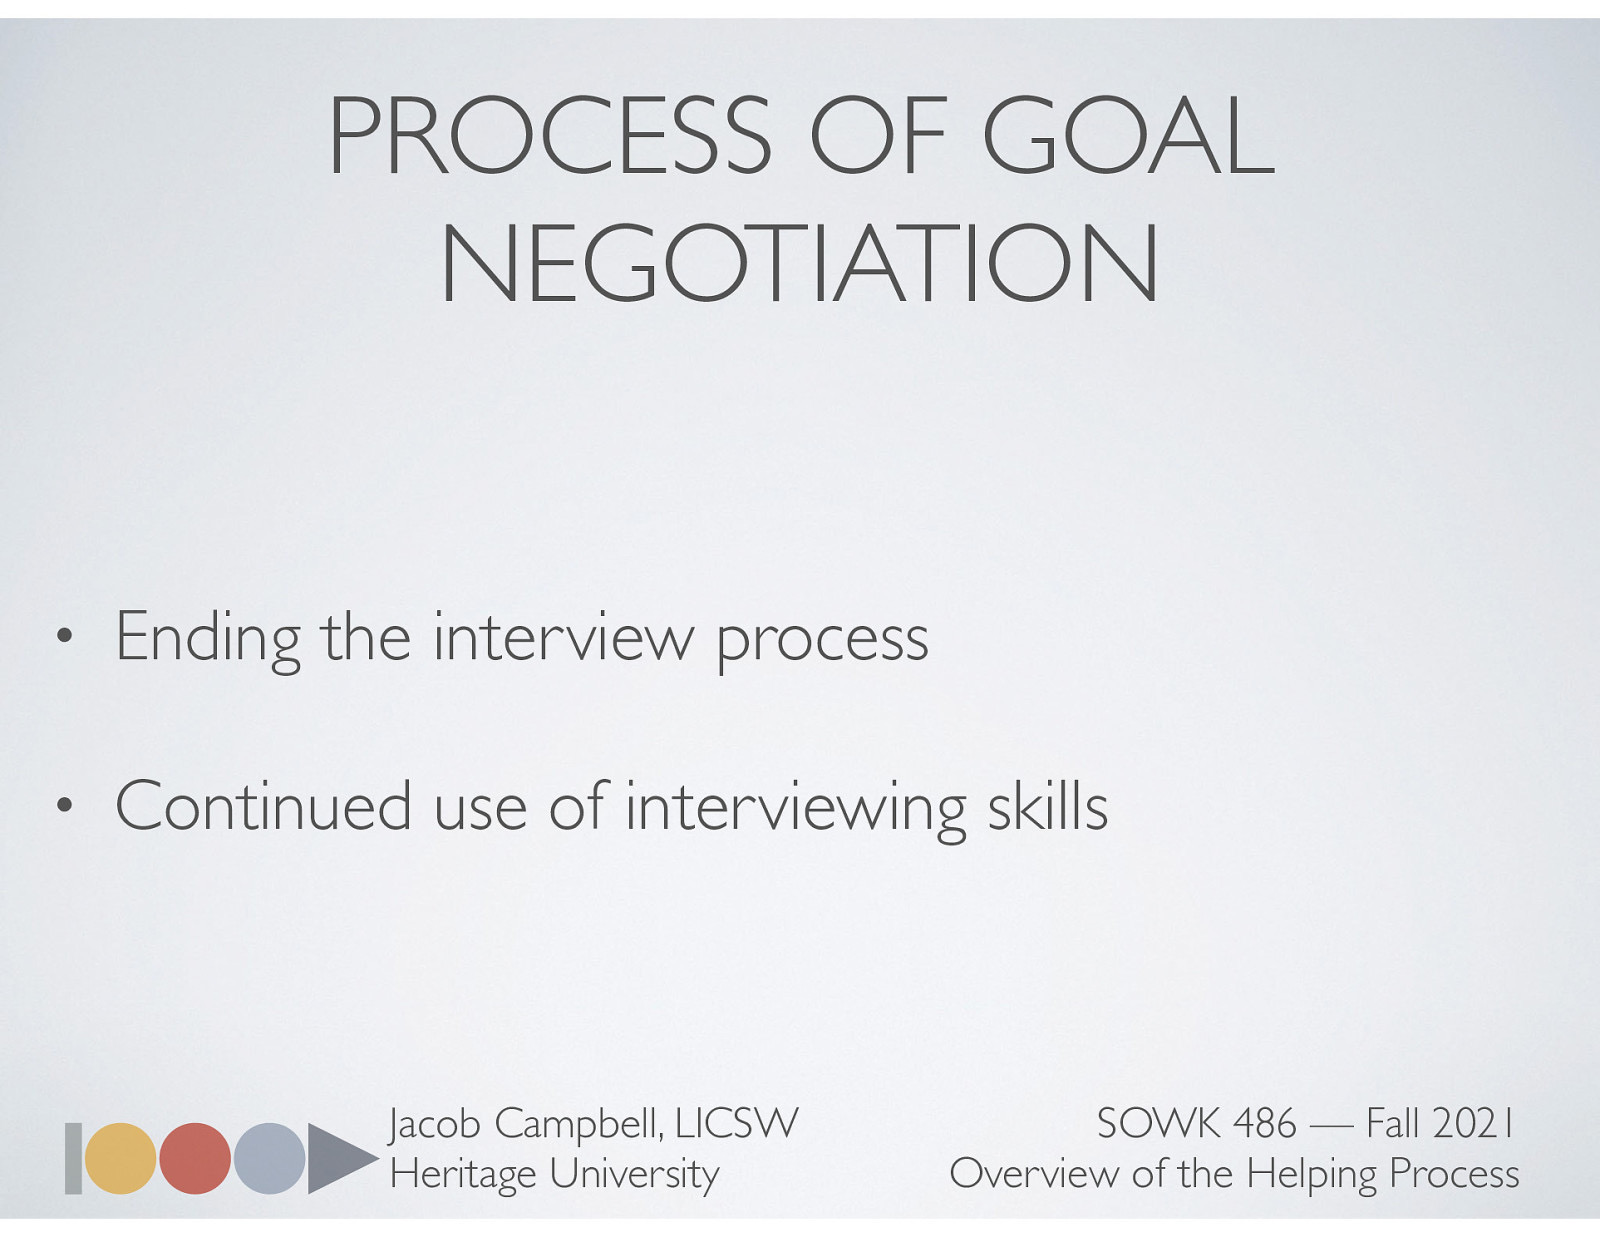 PROCESS OF GOAL
NEGOTIATION
• Ending the interview process
• Continued use of interviewing skills
Jacob Campbell, LICSW
Heritage University
SOWK 486 — Fall 2021
Overview of the Helping Process